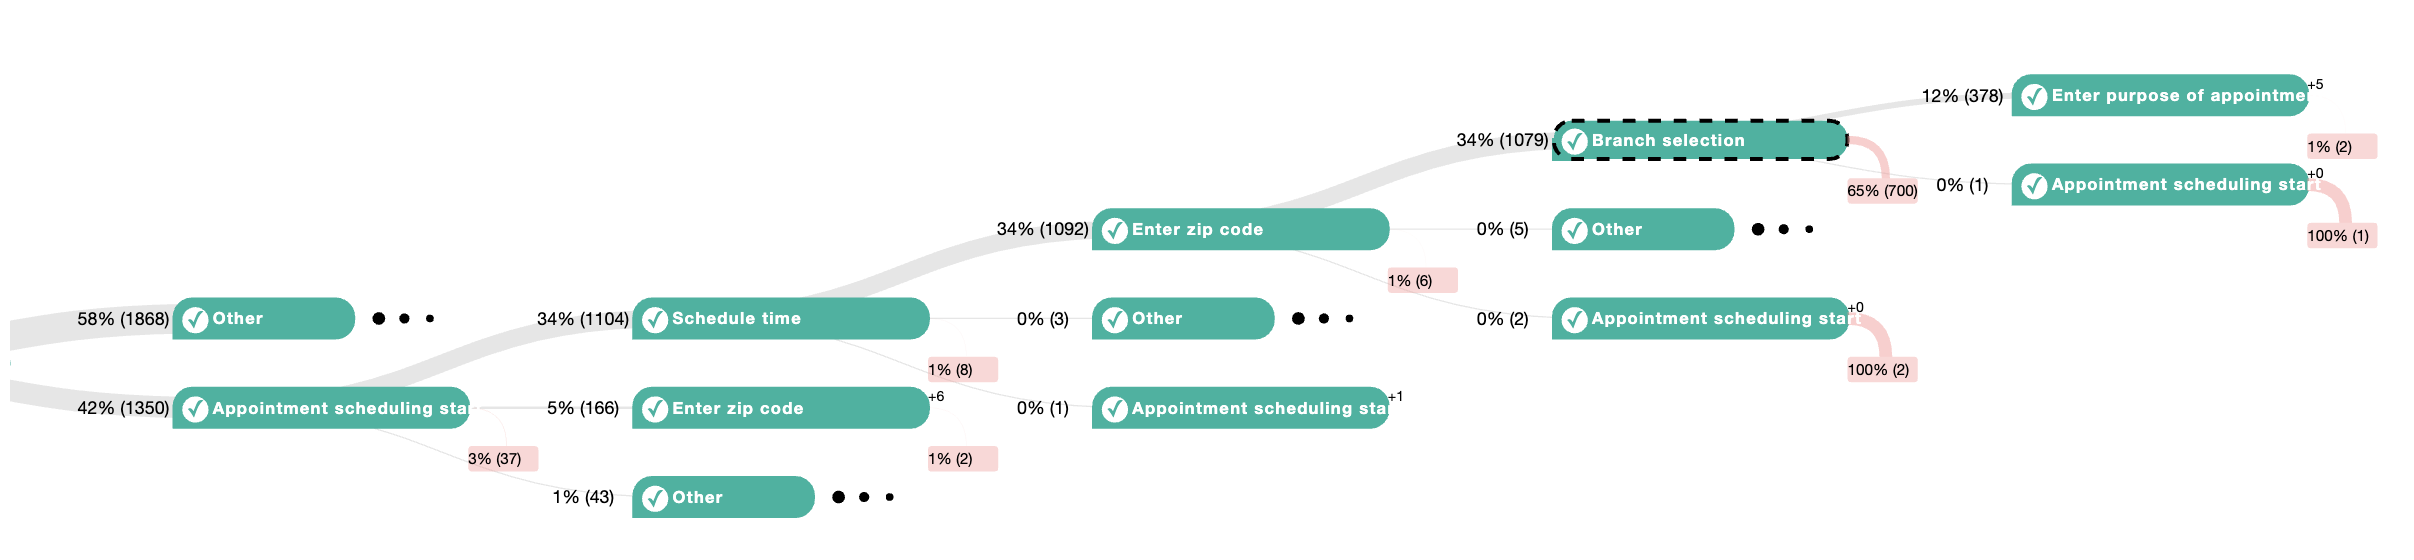 12% (378)
Enter purpose of appointme
+5
34% (1079)
Branch selection
1% (2)
65% (700)
0% (1)
Appointment scheduling start
+0
34% (1092)
Enter zip code
0% (5)
Other
100% (1)
1% (6)
58% (1868)
Other
34% (1104)
Schedule time
0% (3)
Other
0% (2)
Appointment scheduling start
+0
1% (8)
100% (2)
42% (1350)
Appointment scheduling start
5% (166)
Enter zip code
+6
0% (1)
Appointment scheduling star
+1
3% (37)
1% (2)
1% (43)
Other